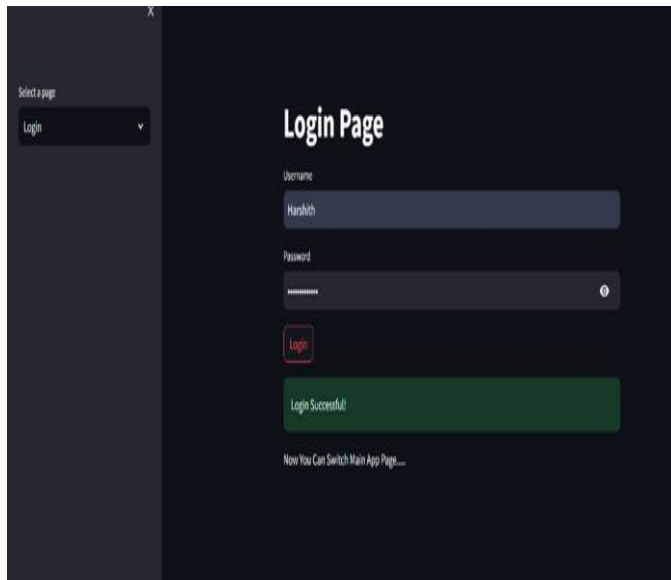 X
Select a page
Login
Login Page
Username
Harshith
Password
Login
Login Successful!
Now You Can Switch Main App Page.....